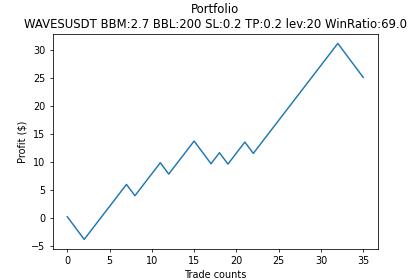 Portfolio
WAVESUSDT BBM:2.7 BBL:200 SL:0.2 TP:0.2 lev:20 WinRatio:69.0
30
25
20
15
10
5
0
−5
Profit ($)
0 5 10 15 20 25 30 35
Trade counts